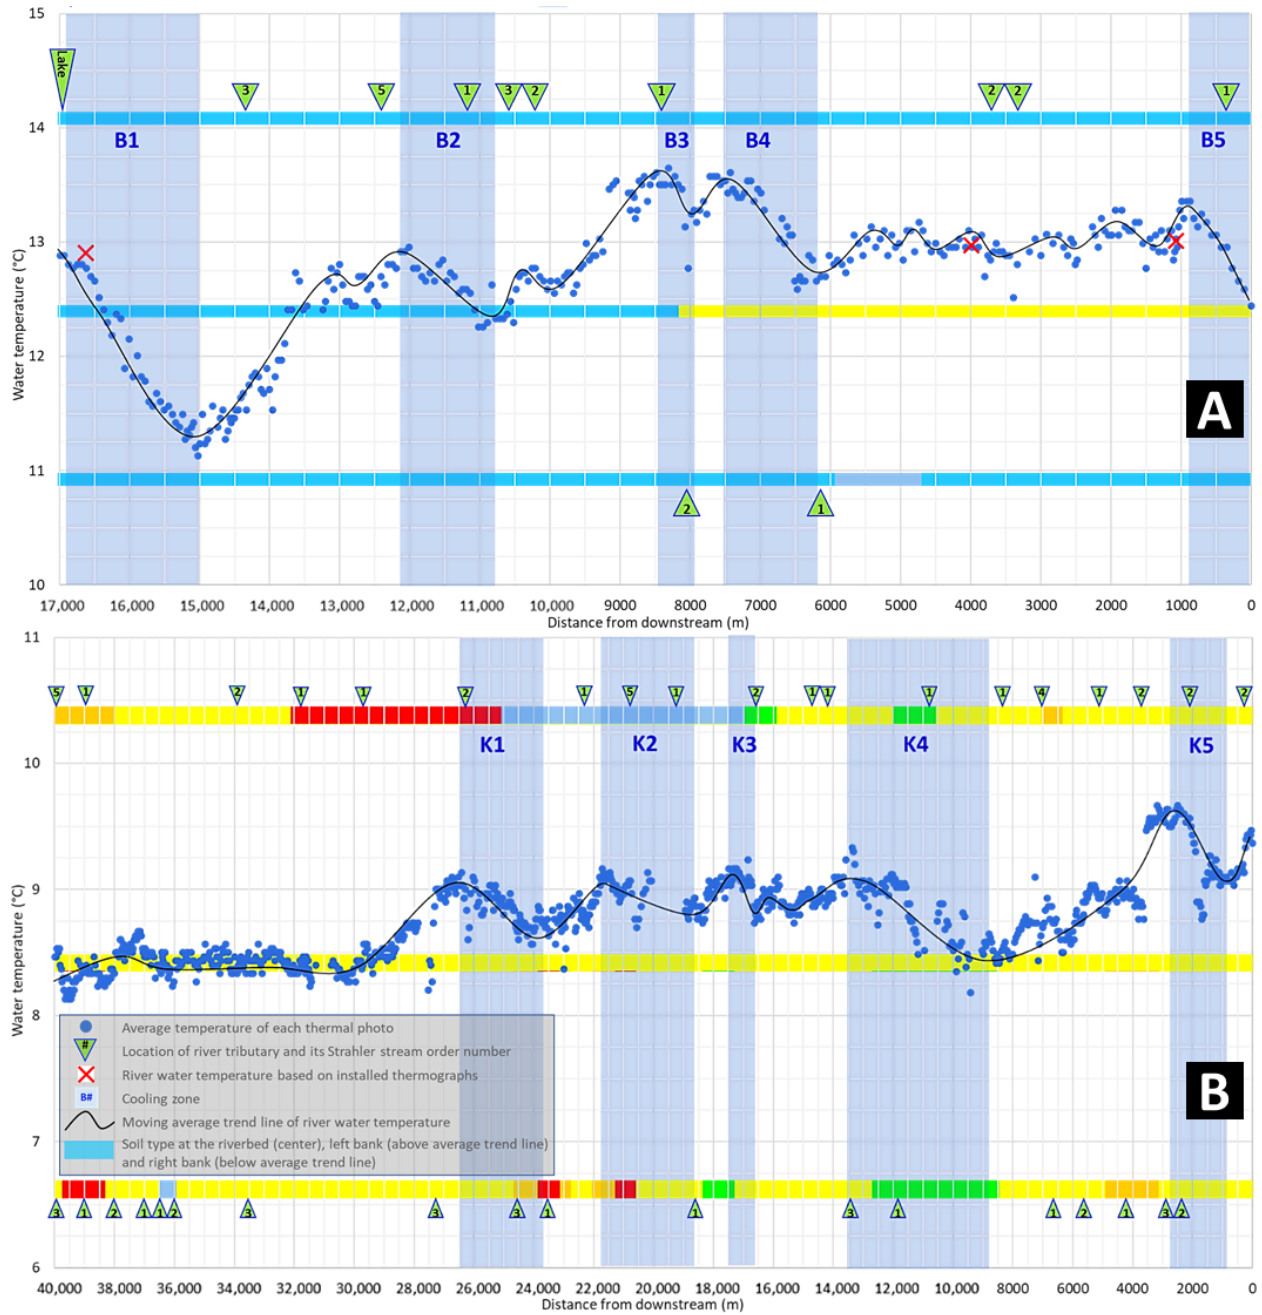 15
Lake
3
5
1
3
2
1
2
2
1
14
B1
B2
B3
B4
B5
13
Water temperature (°C)
12
A
11
2
1
10
17,000 16,000 15,000 14,000 13,000 12,000 11,000 10,000 9000 8000 7000 6000 5000 4000 3000 2000 1000 0
Distance from downstream (m)
11
5 1 2 1 1 2 1 5 1 2 1 1 1 1 4 1 2 2 2
K1 K2 K3 K4 K5
10
9
Water temperature (°C)
8
Average temperature of each thermal photo
# Location of river tributary and its Strahler stream order number
River water temperature based on installed thermographs
B# Cooling zone
Moving average trend line of river water temperature
Soil type at the riverbed (center), left bank (above average trend line)
and right bank (below average trend line)
B
7
3 1 2 1 1 2 3 3 3 1 1 3 1 1 2 1 3 2
6
40,000 38,000 36,000 34,000 32,000 30,000 28,000 26,000 24,000 22,000 20,000 18,000 16,000 14,000 12,000 10,000 8000 6000 4000 2000 0
Distance from downstream (m)